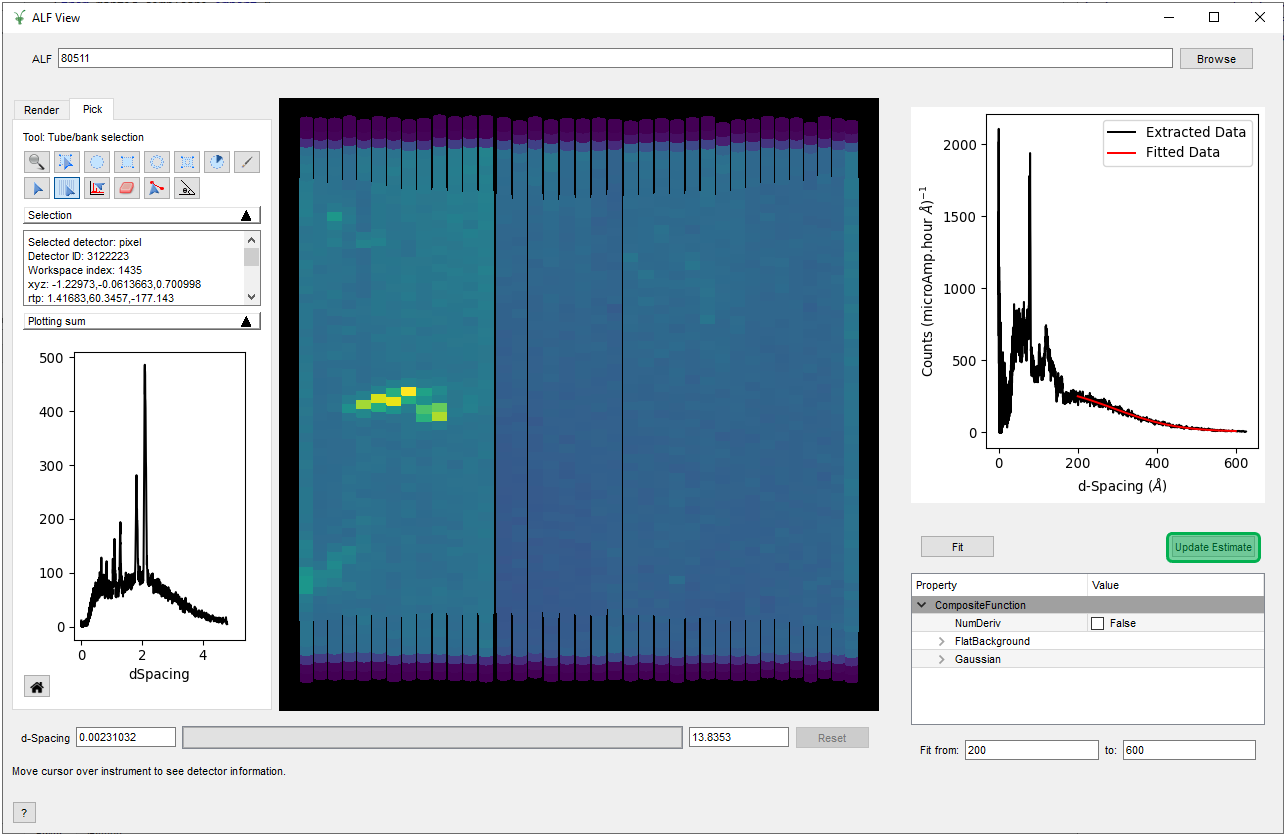 ALF View
ALF 80511 Browse
Render Pick
Tool: Tube/bank selection
Selection
Selected detector: pixel
Detector ID: 3122223
Workspace index: 1435
xyz: -1.22973,-0.0613663,0.700998
rtp: 1.41683,60.3457,-177.143
Plotting sum
500
400
300
200
100
0
0 2 4
dSpacing
d-Spacing 0.00231032 13.8353 Reset
Move cursor over instrument to see detector information.
?
Extracted Data
Fitted Data
Counts (microAmp.hour Å)⁻¹
2000
1500
1000
500
0
0 200 400 600
d-Spacing (Å)
Fit Update Estimate
Property Value
CompositeFunction
NumDeriv False
FlatBackground
Gaussian
Fit from: 200 to: 600